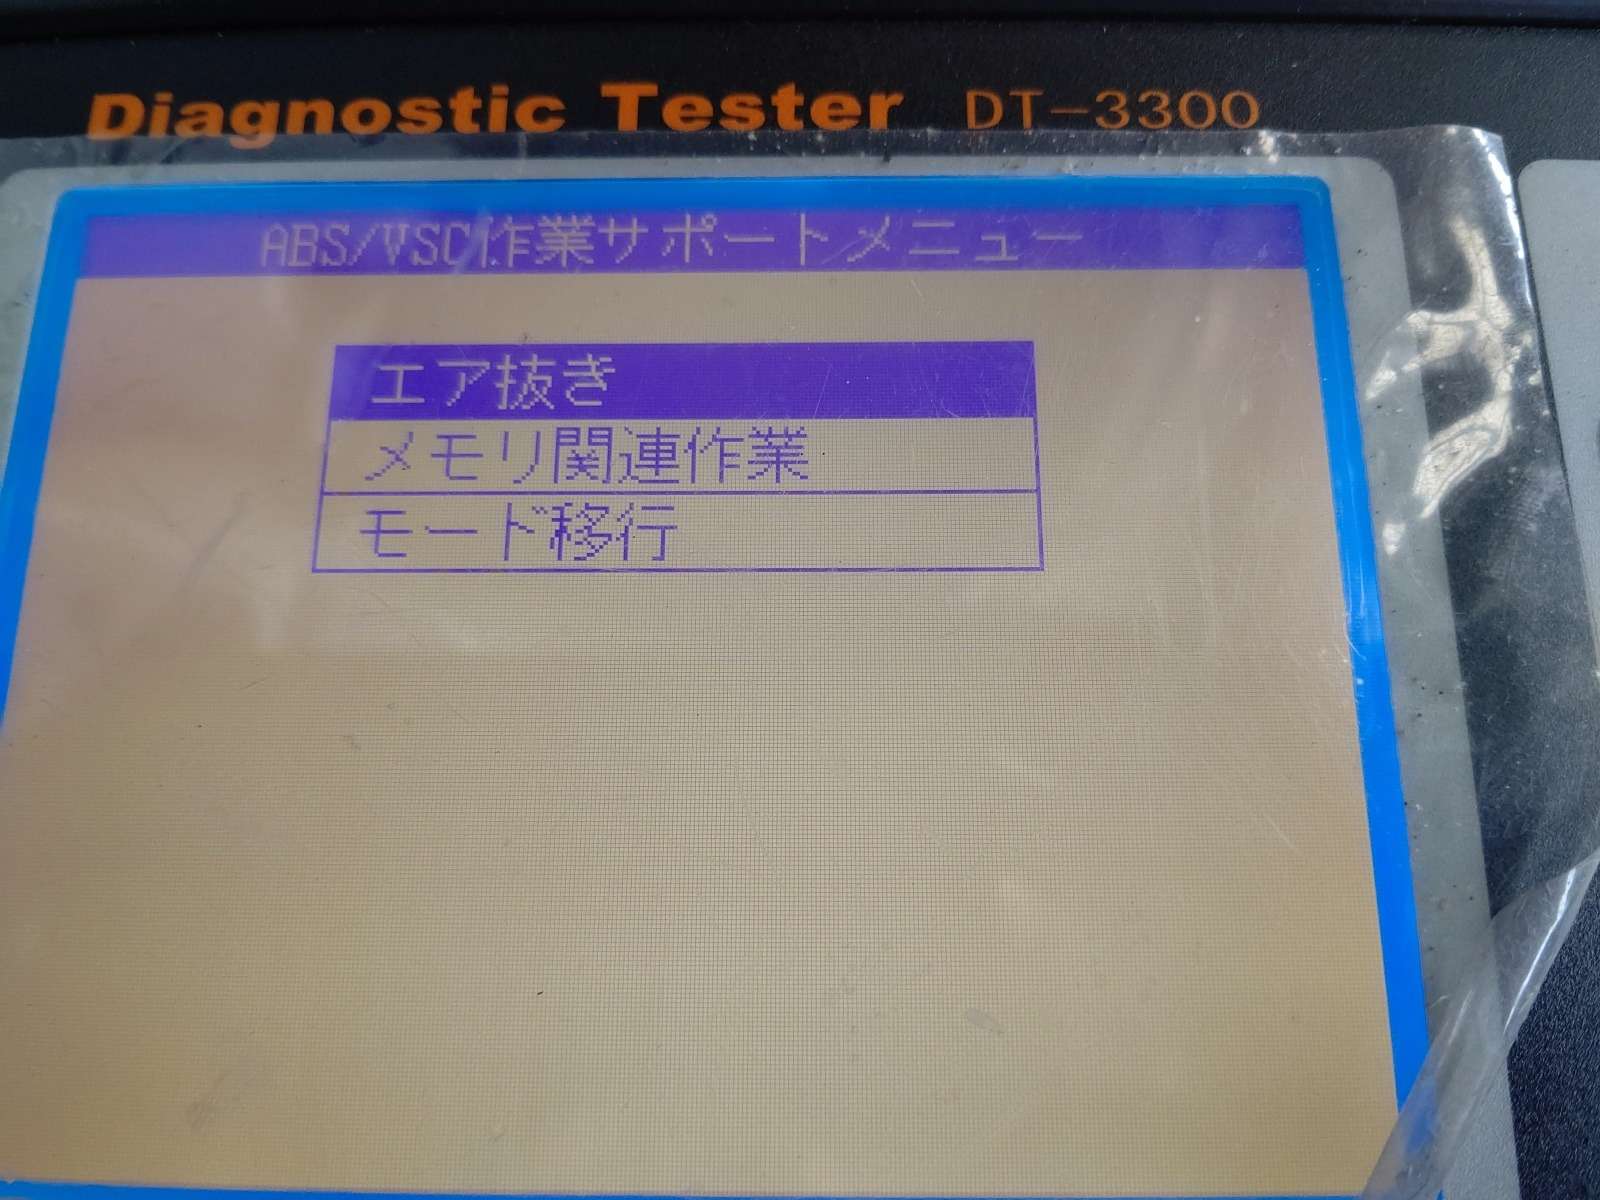 Diagnostic Tester DT-3300
ABS/VSC作業サポートメニュー
エア抜き
メモリ関連作業
モード移行